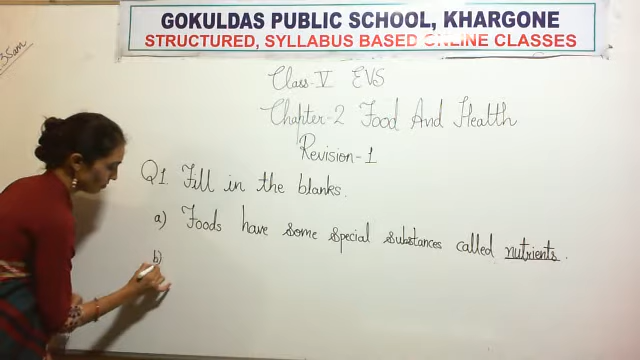 GOKULDAS PUBLIC SCHOOL, KHARGONE
STRUCTURED, SYLLABUS BASED ONLINE CLASSES
35am
Class-V EVS
Chapter-2 Food And Health
Revision-1
Q1. Fill in the blanks.
a) Foods have some special substances called nutrients.
b)